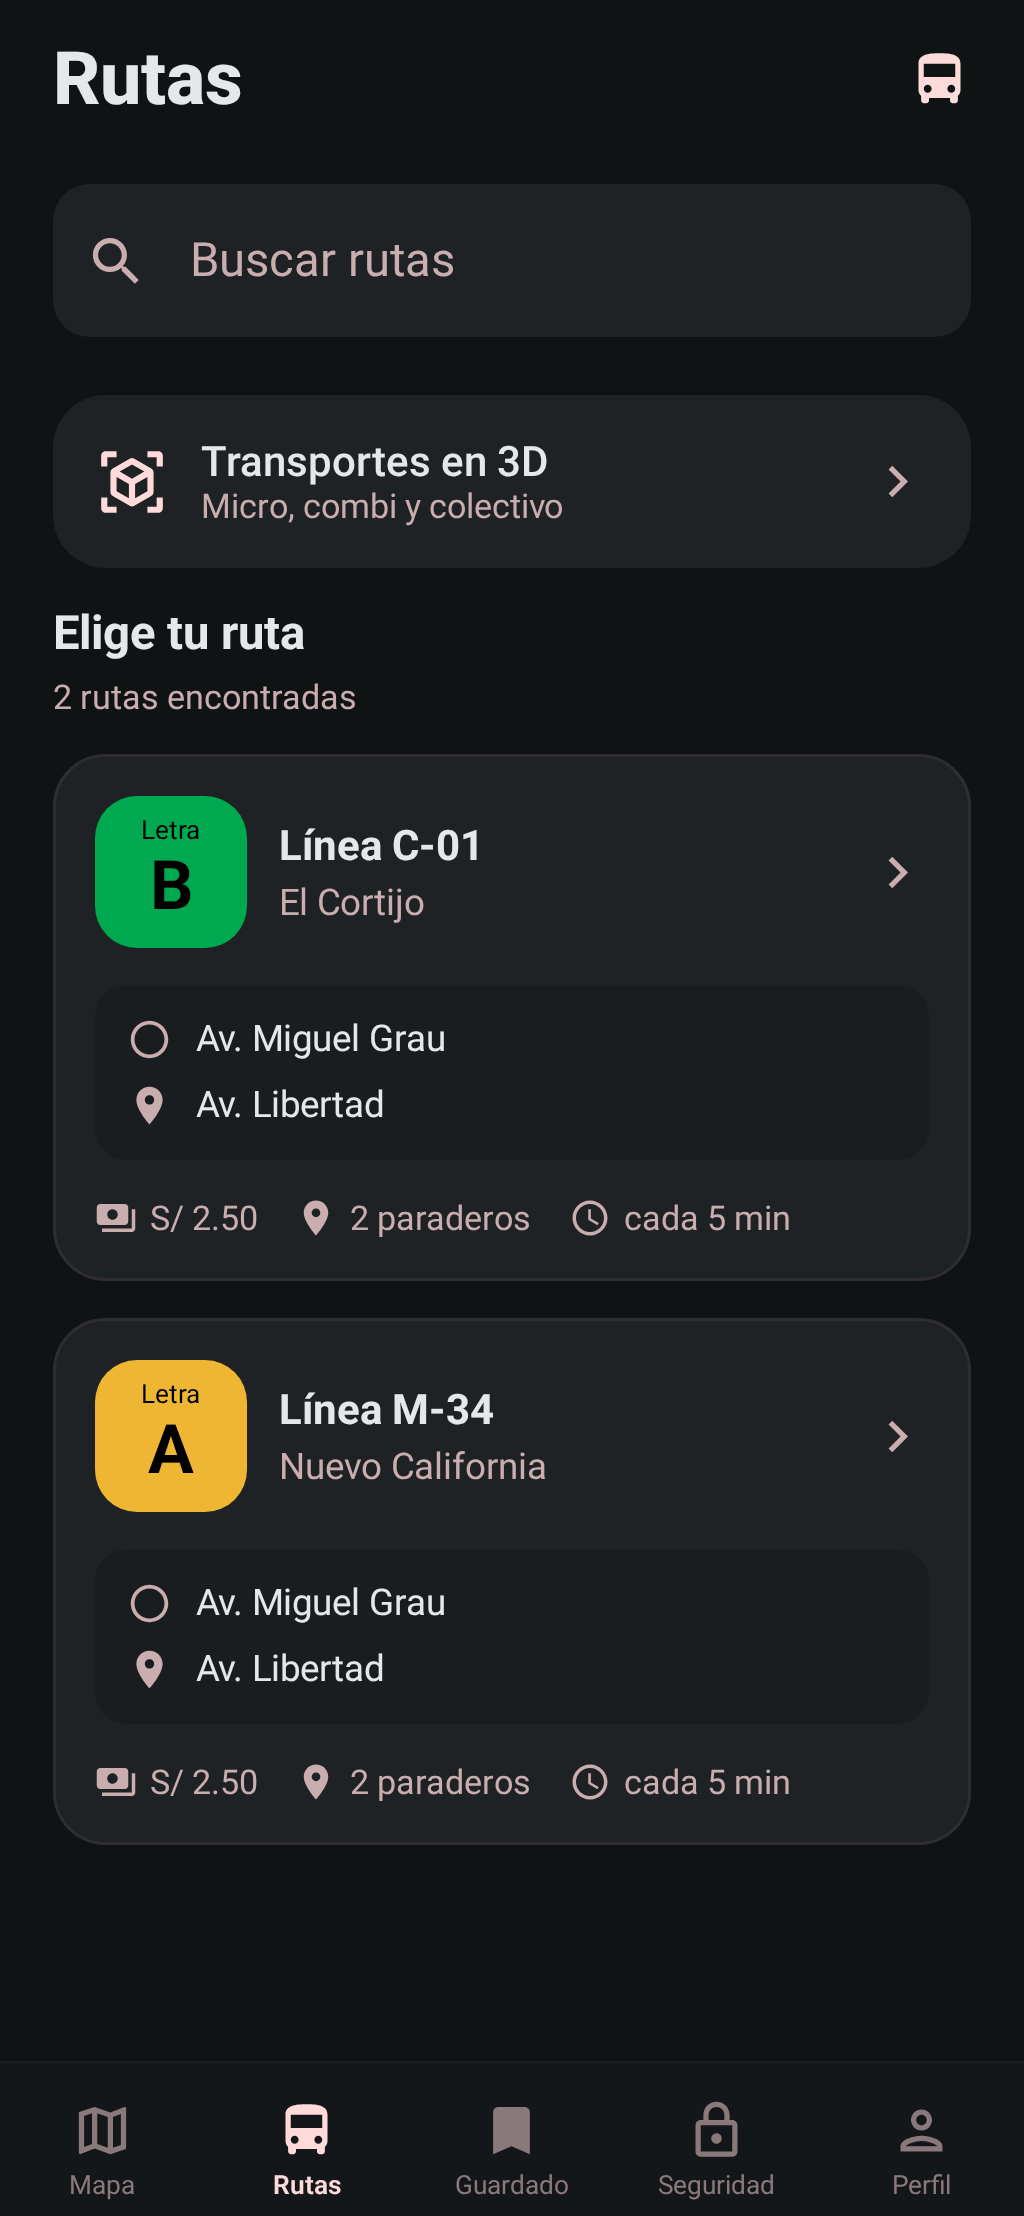 Rutas
Buscar rutas
Transportes en 3D
Micro, combi y colectivo
Elige tu ruta
2 rutas encontradas
Letra
B
Línea C-01
El Cortijo
Av. Miguel Grau
Av. Libertad
S/ 2.50 2 paraderos cada 5 min
Letra
A
Línea M-34
Nuevo California
Av. Miguel Grau
Av. Libertad
S/ 2.50 2 paraderos cada 5 min
Mapa Rutas Guardado Seguridad Perfil